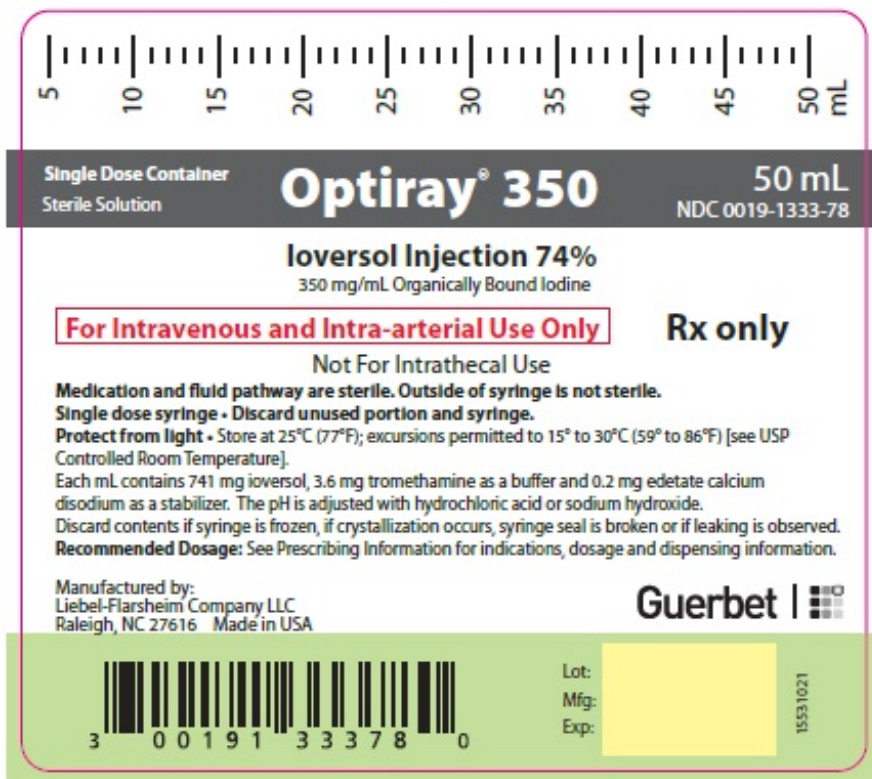 5 10 15 20 25 30 35 40 45 50 mL
Single Dose Container
Sterile Solution
Optiray® 350
50 mL
NDC 0019-1333-78
Ioversol Injection 74%
350 mg/mL Organically Bound Iodine
For Intravenous and Intra-arterial Use Only
Rx only
Not For Intrathecal Use
Medication and fluid pathway are sterile. Outside of syringe is not sterile.
Single dose syringe • Discard unused portion and syringe.
Protect from light • Store at 25°C (77°F); excursions permitted to 15° to 30°C (59° to 86°F) [see USP
Controlled Room Temperature].
Each mL contains 741 mg ioversol, 3.6 mg tromethamine as a buffer and 0.2 mg edetate calcium
disodium as a stabilizer. The pH is adjusted with hydrochloric acid or sodium hydroxide.
Discard contents if syringe is frozen, if crystallization occurs, syringe seal is broken or if leaking is observed.
Recommended Dosage: See Prescribing Information for indications, dosage and dispensing information.
Manufactured by:
Liebel-Flarsheim Company LLC
Raleigh, NC 27616 Made in USA
Guerbet
3 00191 33378 0
Lot:
Mfg:
Exp:
15531021